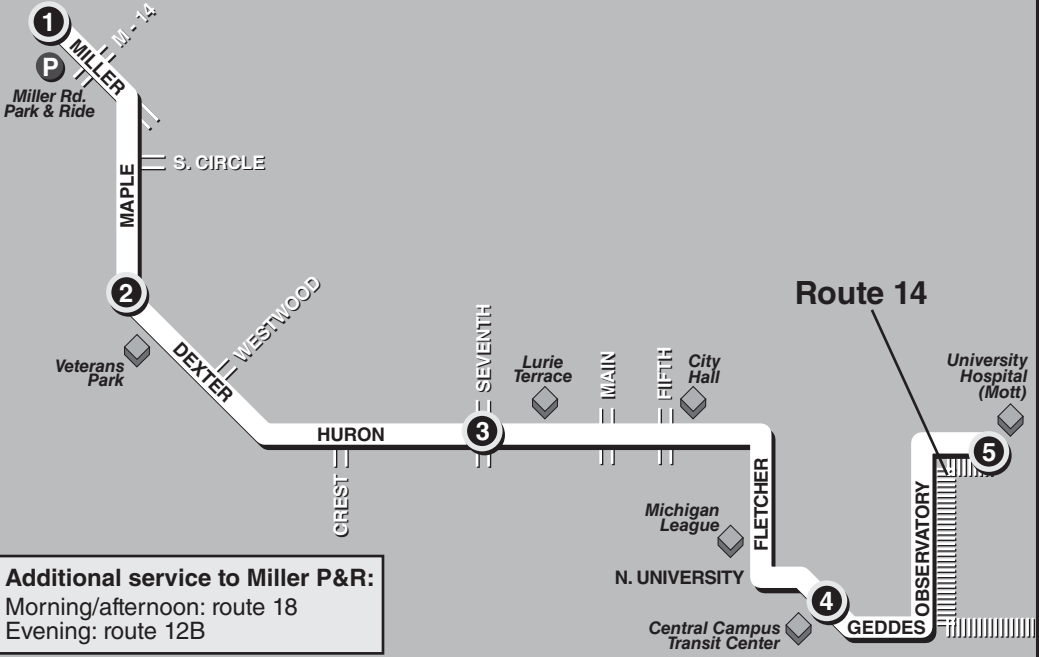 1
M - 14
MILLER
P
Miller Rd.
Park & Ride
S. CIRCLE
MAPLE
2
Veterans
Park
WESTWOOD
DEXTER
HURON
CREST
SEVENTH
3
Lurie
Terrace
MAIN
FIFTH
City
Hall
Route 14
University
Hospital
(Mott)
5
FLETCHER
Michigan
League
N. UNIVERSITY
4
Central Campus
Transit Center
GEDDES
OBSERVATORY
Additional service to Miller P&R:
Morning/afternoon: route 18
Evening: route 12B